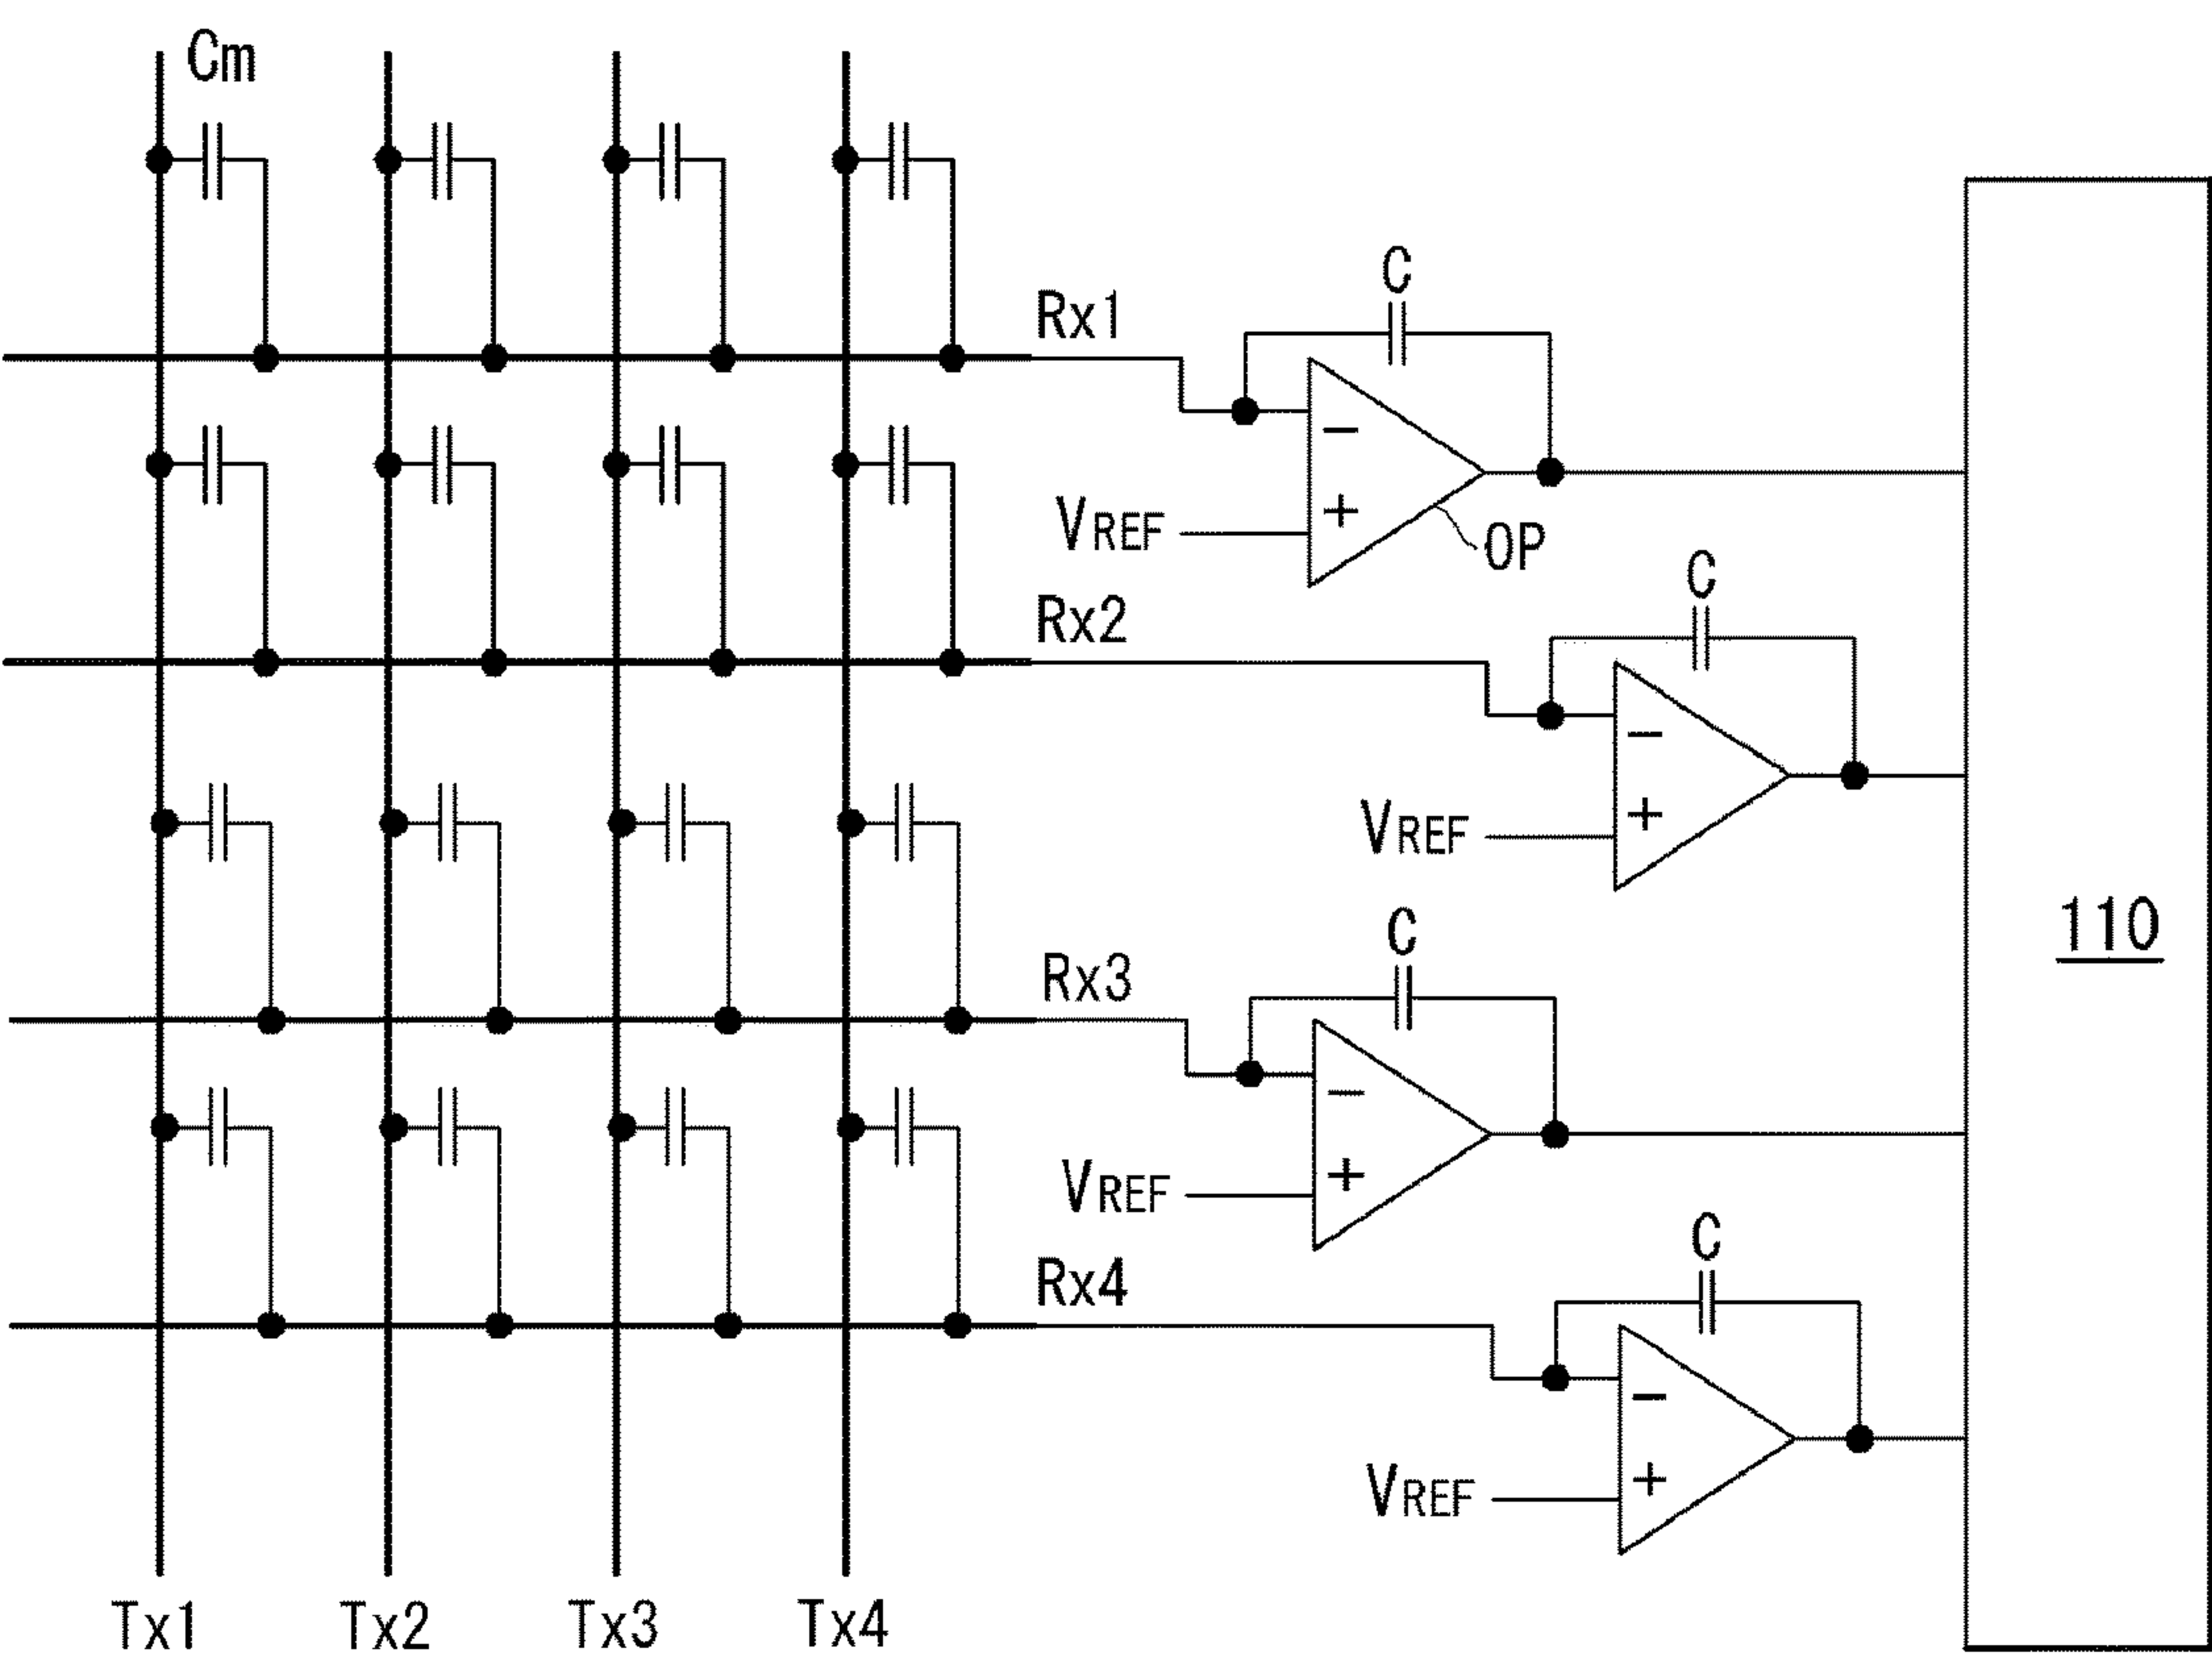 Cm
C
Rx1
−
+
VREF
OP
C
Rx2
−
+
VREF
110
C
Rx3
−
+
VREF
C
Rx4
−
+
VREF
Tx1 Tx2 Tx3 Tx4